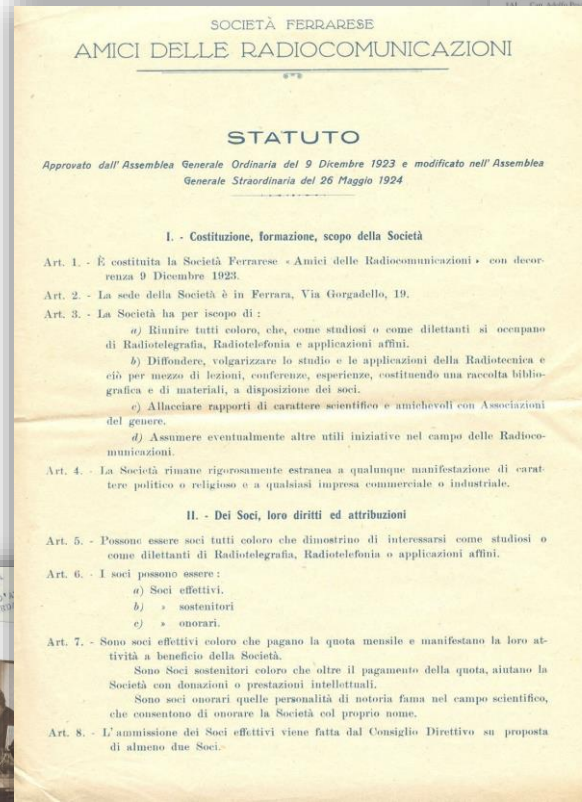 SOCIETÀ FERRARESE
AMICI DELLE RADIOCOMUNICAZIONI
STATUTO
Approvato dall'Assemblea Generale Ordinaria del 9 Dicembre 1923 e modificato nell'Assemblea
Generale Straordinaria del 26 Maggio 1924
I. - Costituzione, formazione, scopo della Società
Art. 1. - È costituita la Società Ferrarese « Amici delle Radiocomunicazioni » con decor-
renza 9 Dicembre 1923.
Art. 2. - La sede della Società è in Ferrara, Via Gorgadello, 19.
Art. 3. - La Società ha per iscopo di :
a) Riunire tutti coloro, che, come studiosi o come dilettanti si occupano
di Radiotelegrafia, Radiotelefonia e applicazioni affini.
b) Diffondere, volgarizzare lo studio e le applicazioni della Radiotecnica e
ciò per mezzo di lezioni, conferenze, esperienze, costituendo una raccolta biblio-
grafica e di materiali, a disposizione dei soci.
c) Allacciare rapporti di carattere scientifico e amichevoli con Associazioni
del genere.
d) Assumere eventualmente altre utili iniziative nel campo delle Radioco-
municazioni.
Art. 4. - La Società rimane rigorosamente estranea a qualunque manifestazione di carat-
tere politico o religioso e a qualsiasi impresa commerciale o industriale.
II. - Dei Soci, loro diritti ed attribuzioni
Art. 5. - Possono essere soci tutti coloro che dimostrino di interessarsi come studiosi o
come dilettanti di Radiotelegrafia, Radiotelefonia o applicazioni affini.
Art. 6. - I soci possono essere :
a) Soci effettivi.
b) » sostenitori
c) » onorari.
Art. 7. - Sono soci effettivi coloro che pagano la quota mensile e manifestano la loro at-
tività a beneficio della Società.
Sono Soci sostenitori coloro che oltre il pagamento della quota, aiutano la
Società con donazioni o prestazioni intellettuali.
Sono soci onorari quelle personalità di notoria fama nel campo scientifico,
che consentono di onorare la Società col proprio nome.
Art. 8. - L'ammissione dei Soci effettivi viene fatta dal Consiglio Direttivo su proposta
di almeno due Soci.